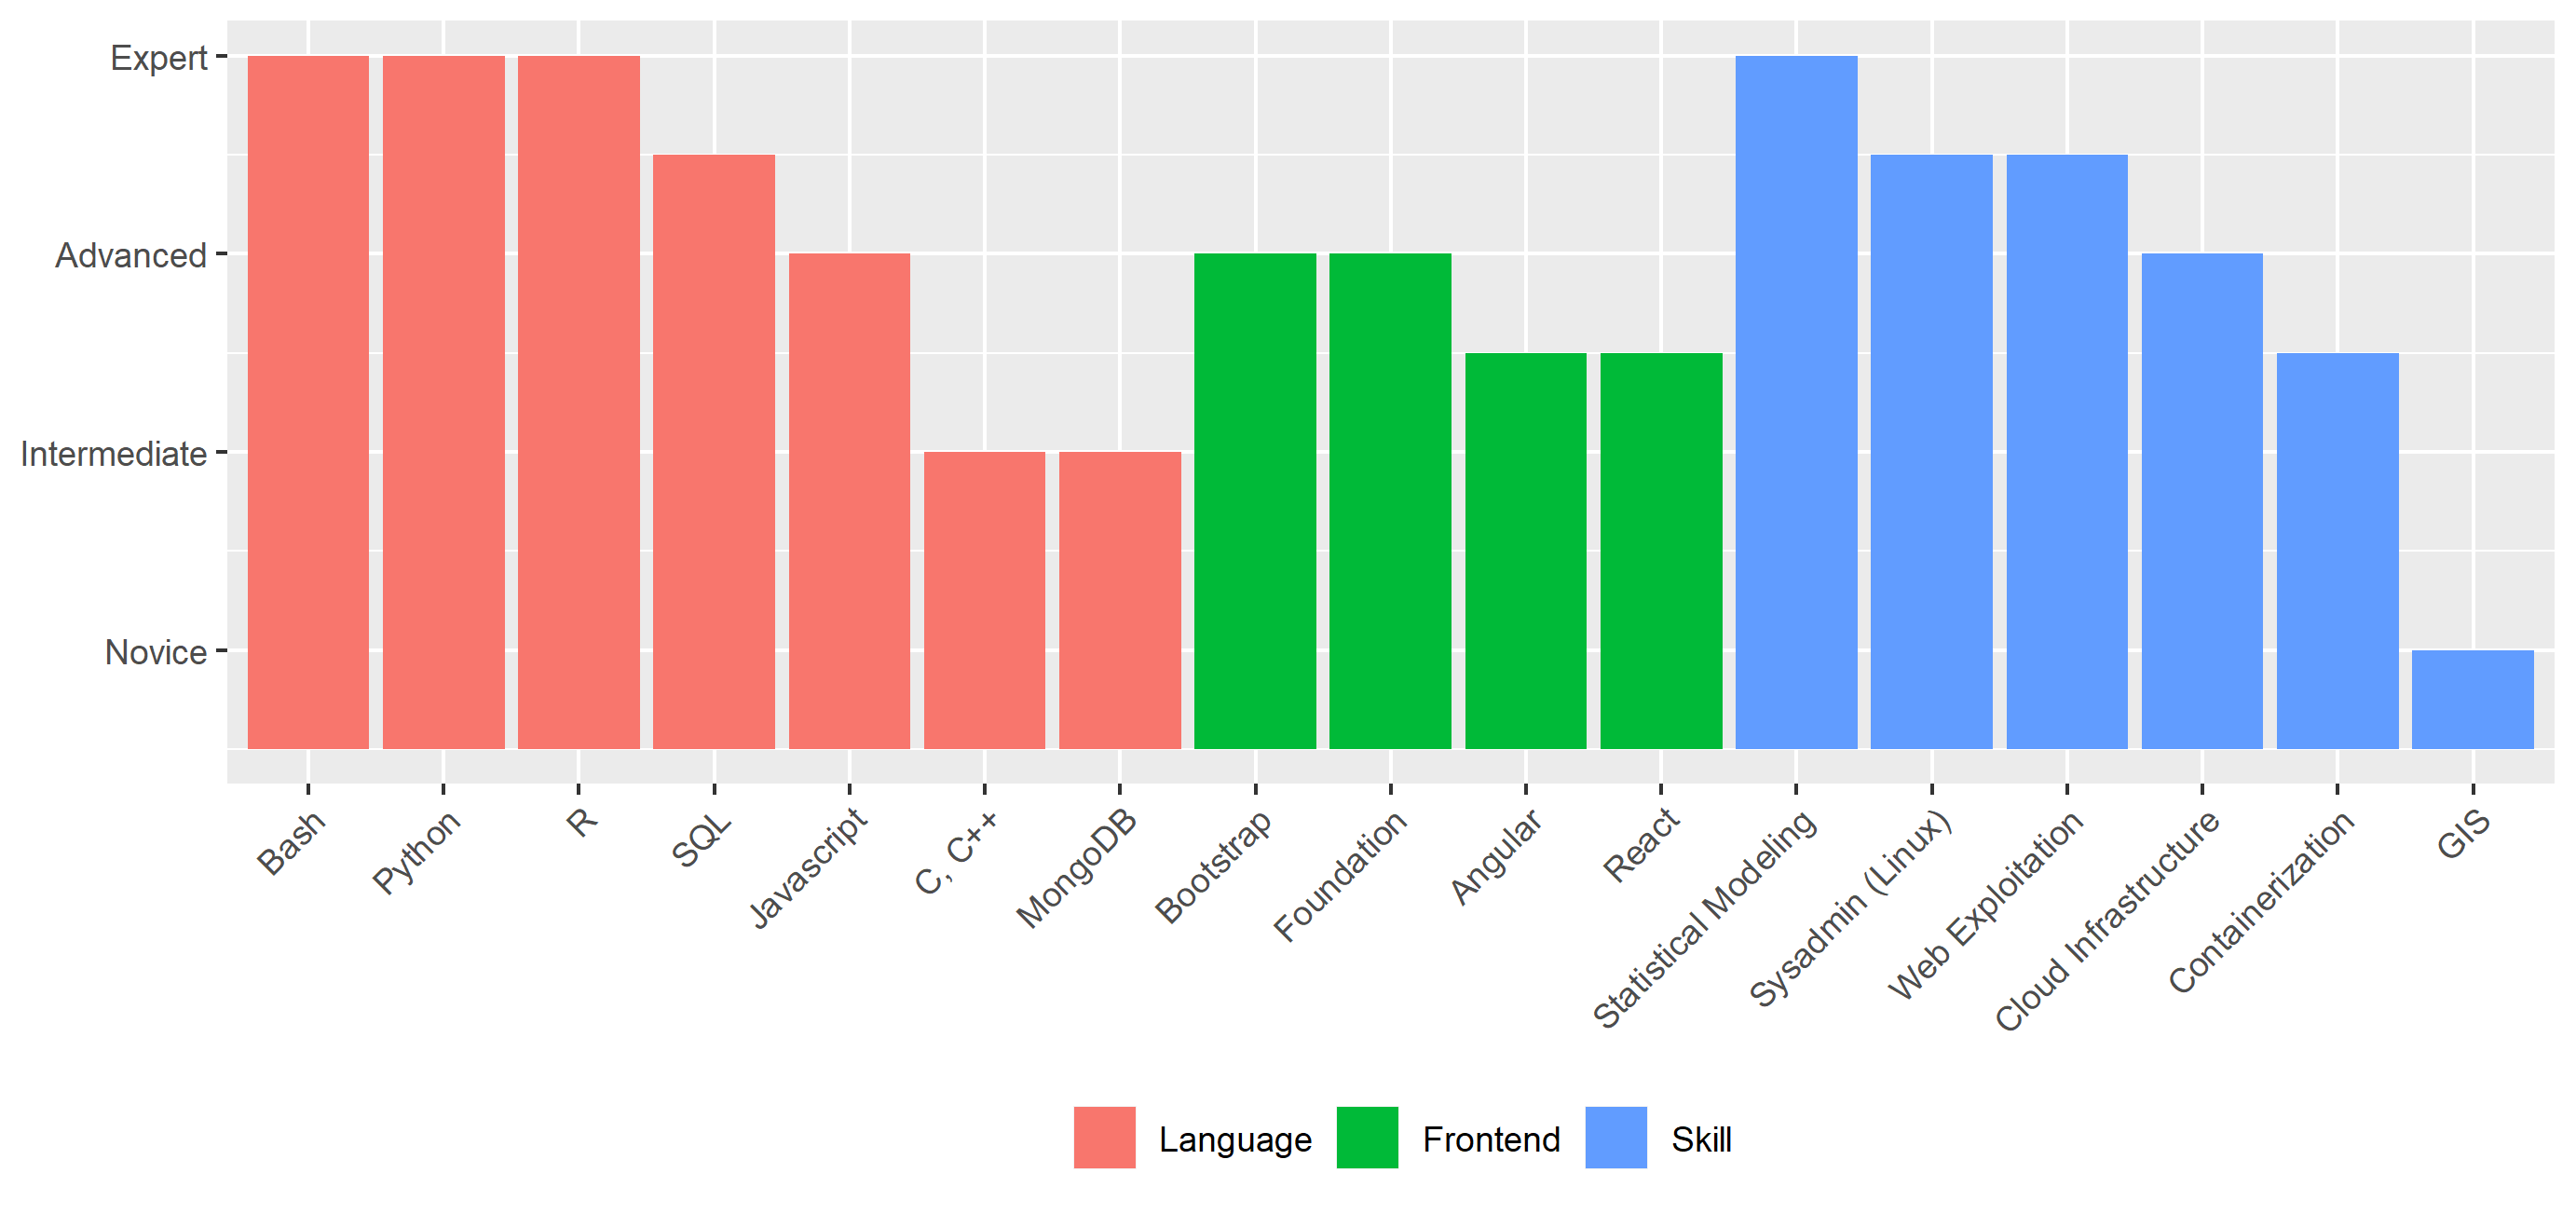 Expert
Advanced
Intermediate
Novice
Bash
Python
R
SQL
Javascript
C, C++
MongoDB
Bootstrap
Foundation
Angular
React
Statistical Modeling
Sysadmin (Linux)
Web Exploitation
Cloud Infrastructure
Containerization
GIS
Language
Frontend
Skill